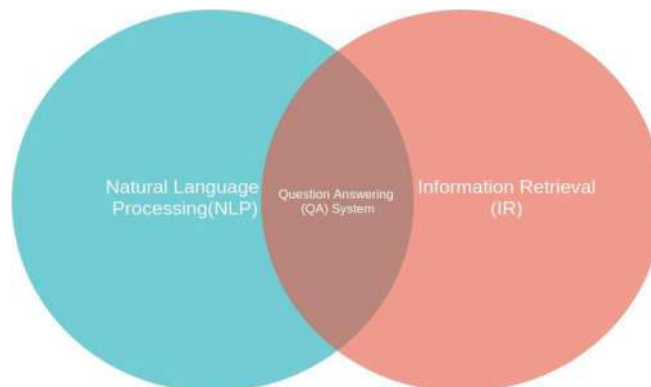 Natural Language
Processing(NLP)
Question Answering
(QA) System
Information Retrieval
(IR)